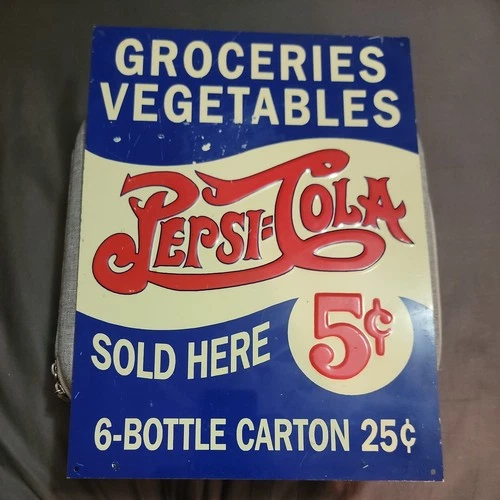 GROCERIES
VEGETABLES
PEPSI:COLA
SOLD HERE 5¢
6-BOTTLE CARTON 25¢